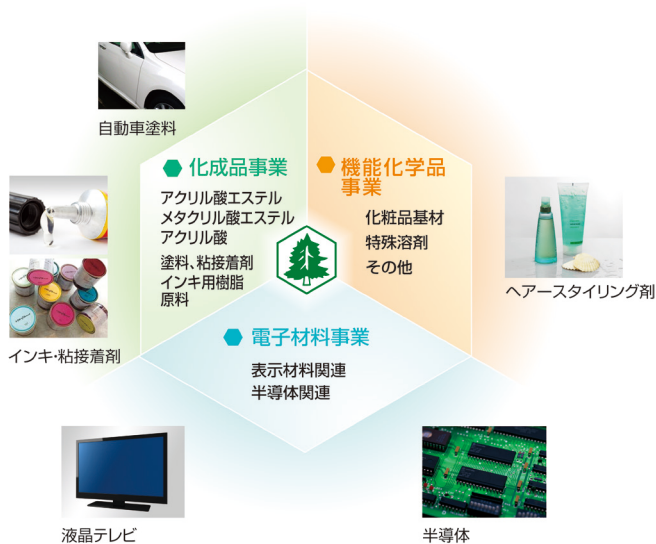 自動車塗料
化成品事業
アクリル酸エステル
メタクリル酸エステル
アクリル酸
塗料、粘接着剤
インキ用樹脂
原料
インキ・粘接着剤
機能化学品
事業
化粧品基材
特殊溶剤
その他
ヘアースタイリング剤
電子材料事業
表示材料関連
半導体関連
液晶テレビ
半導体